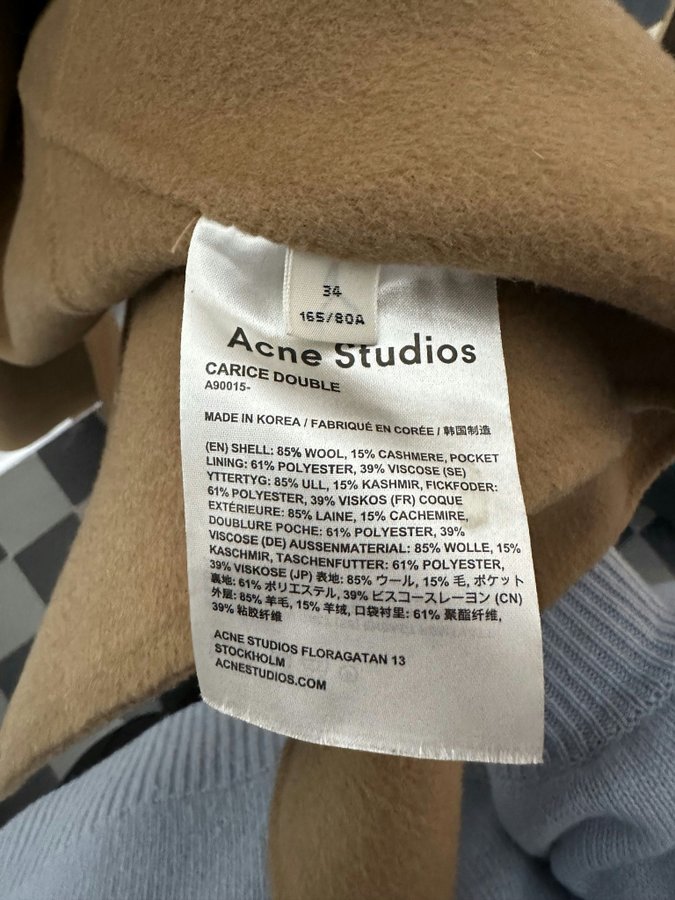 34
165/80A
Acne Studios
CARICE DOUBLE
A90015-
MADE IN KOREA / FABRIQUÉ EN CORÉE / 韩国制造
(EN) SHELL: 85% WOOL, 15% CASHMERE, POCKET
LINING: 61% POLYESTER, 39% VISCOSE (SE)
YTTERTYG: 85% ULL, 15% KASHMIR, FICKFODER:
61% POLYESTER, 39% VISKOS (FR) COQUE
EXTÉRIEURE: 85% LAINE, 15% CACHEMIRE,
DOUBLURE POCHE: 61% POLYESTER, 39%
VISCOSE (DE) AUSSENMATERIAL: 85% WOLLE, 15%
KASCHMIR, TASCHENFUTTER: 61% POLYESTER,
39% VISKOSE (JP) 表地: 85% ウール, 15% 毛, ポケット
裏地: 61% ポリエステル, 39% ビスコースレーヨン (CN)
外层: 85% 羊毛, 15% 羊绒, 口袋衬里: 61% 聚酯纤维,
39% 粘胶纤维
ACNE STUDIOS FLORAGATAN 13
STOCKHOLM
ACNESTUDIOS.COM